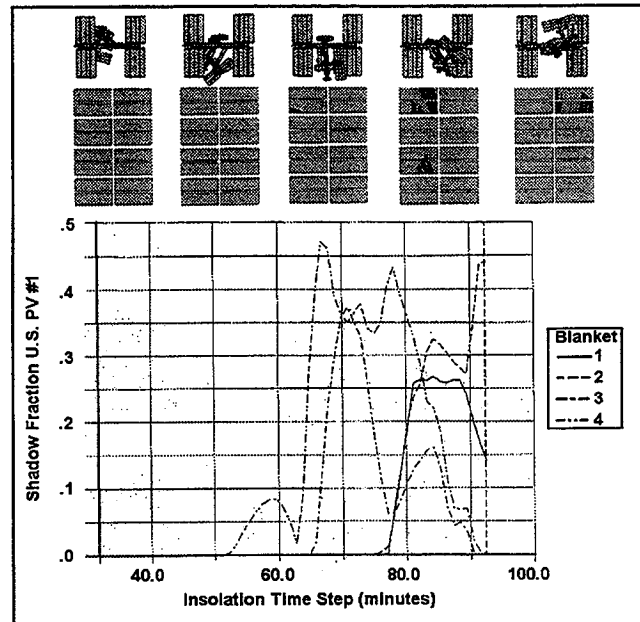 .5
.4
.3
.2
.1
.0
Shadow Fraction U.S. PV #1
40.0 60.0 80.0 100.0
Insolation Time Step (minutes)
Blanket
1
2
3
4